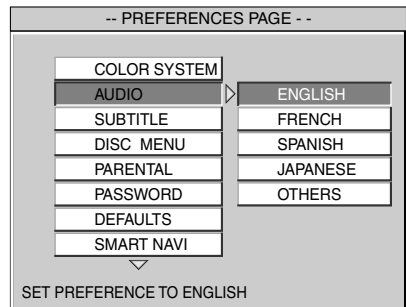 -- PREFERENCES PAGE - -
COLOR SYSTEM
AUDIO
SUBTITLE
DISC MENU
PARENTAL
PASSWORD
DEFAULTS
SMART NAVI
ENGLISH
FRENCH
SPANISH
JAPANESE
OTHERS
SET PREFERENCE TO ENGLISH